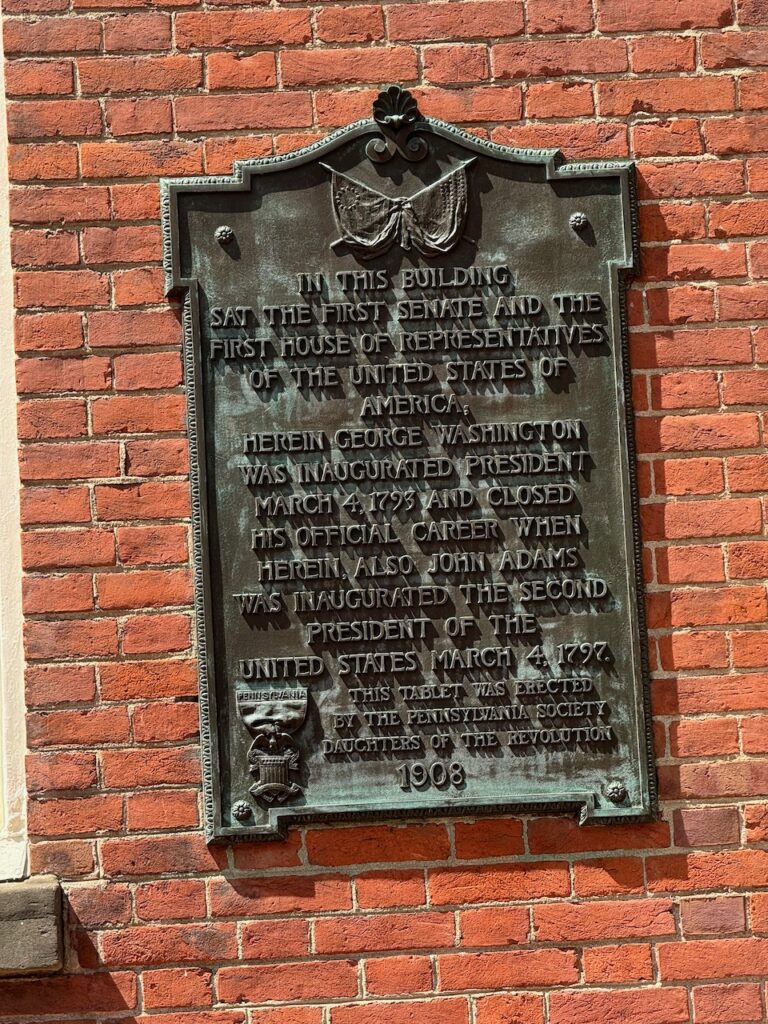 IN THIS BUILDING
SAT THE FIRST SENATE AND THE
FIRST HOUSE OF REPRESENTATIVES
OF THE UNITED STATES OF
AMERICA;
HEREIN GEORGE WASHINGTON
WAS INAUGURATED PRESIDENT
MARCH 4, 1793 AND CLOSED
HIS OFFICIAL CAREER WHEN
HEREIN, ALSO JOHN ADAMS
WAS INAUGURATED THE SECOND
PRESIDENT OF THE
UNITED STATES MARCH 4, 1797.
THIS TABLET WAS ERECTED
BY THE PENNSYLVANIA SOCIETY
DAUGHTERS OF THE REVOLUTION
1908
PENNSYLVANIA